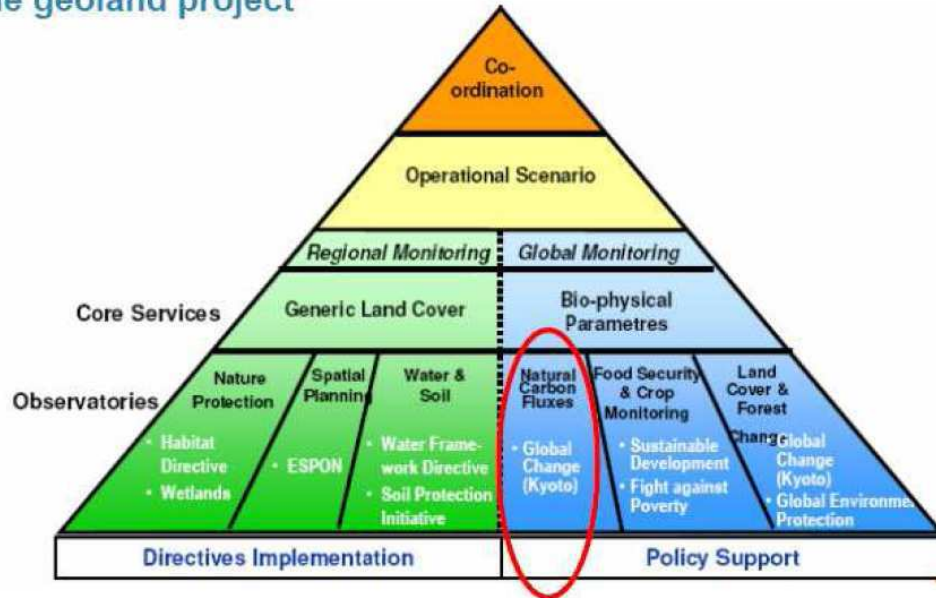 geoland project
Co-
ordination
Operational Scenario
Regional Monitoring
Global Monitoring
Core Services
Generic Land Cover
Bio-physical
Parametres
Observatories
Nature
Protection
• Habitat
Directive
• Wetlands
Spatial
Planning
• ESPON
Water &
Soil
• Water Frame-
work Directive
• Soil Protection
Initiative
Natural
Carbon
Fluxes
• Global
Change
(Kyoto)
Food Security
& Crop
Monitoring
• Sustainable
Development
• Fight against
Poverty
Land
Cover &
Forest
Change
• Global
Change
(Kyoto)
• Global Environme
Protection
Directives Implementation
Policy Support